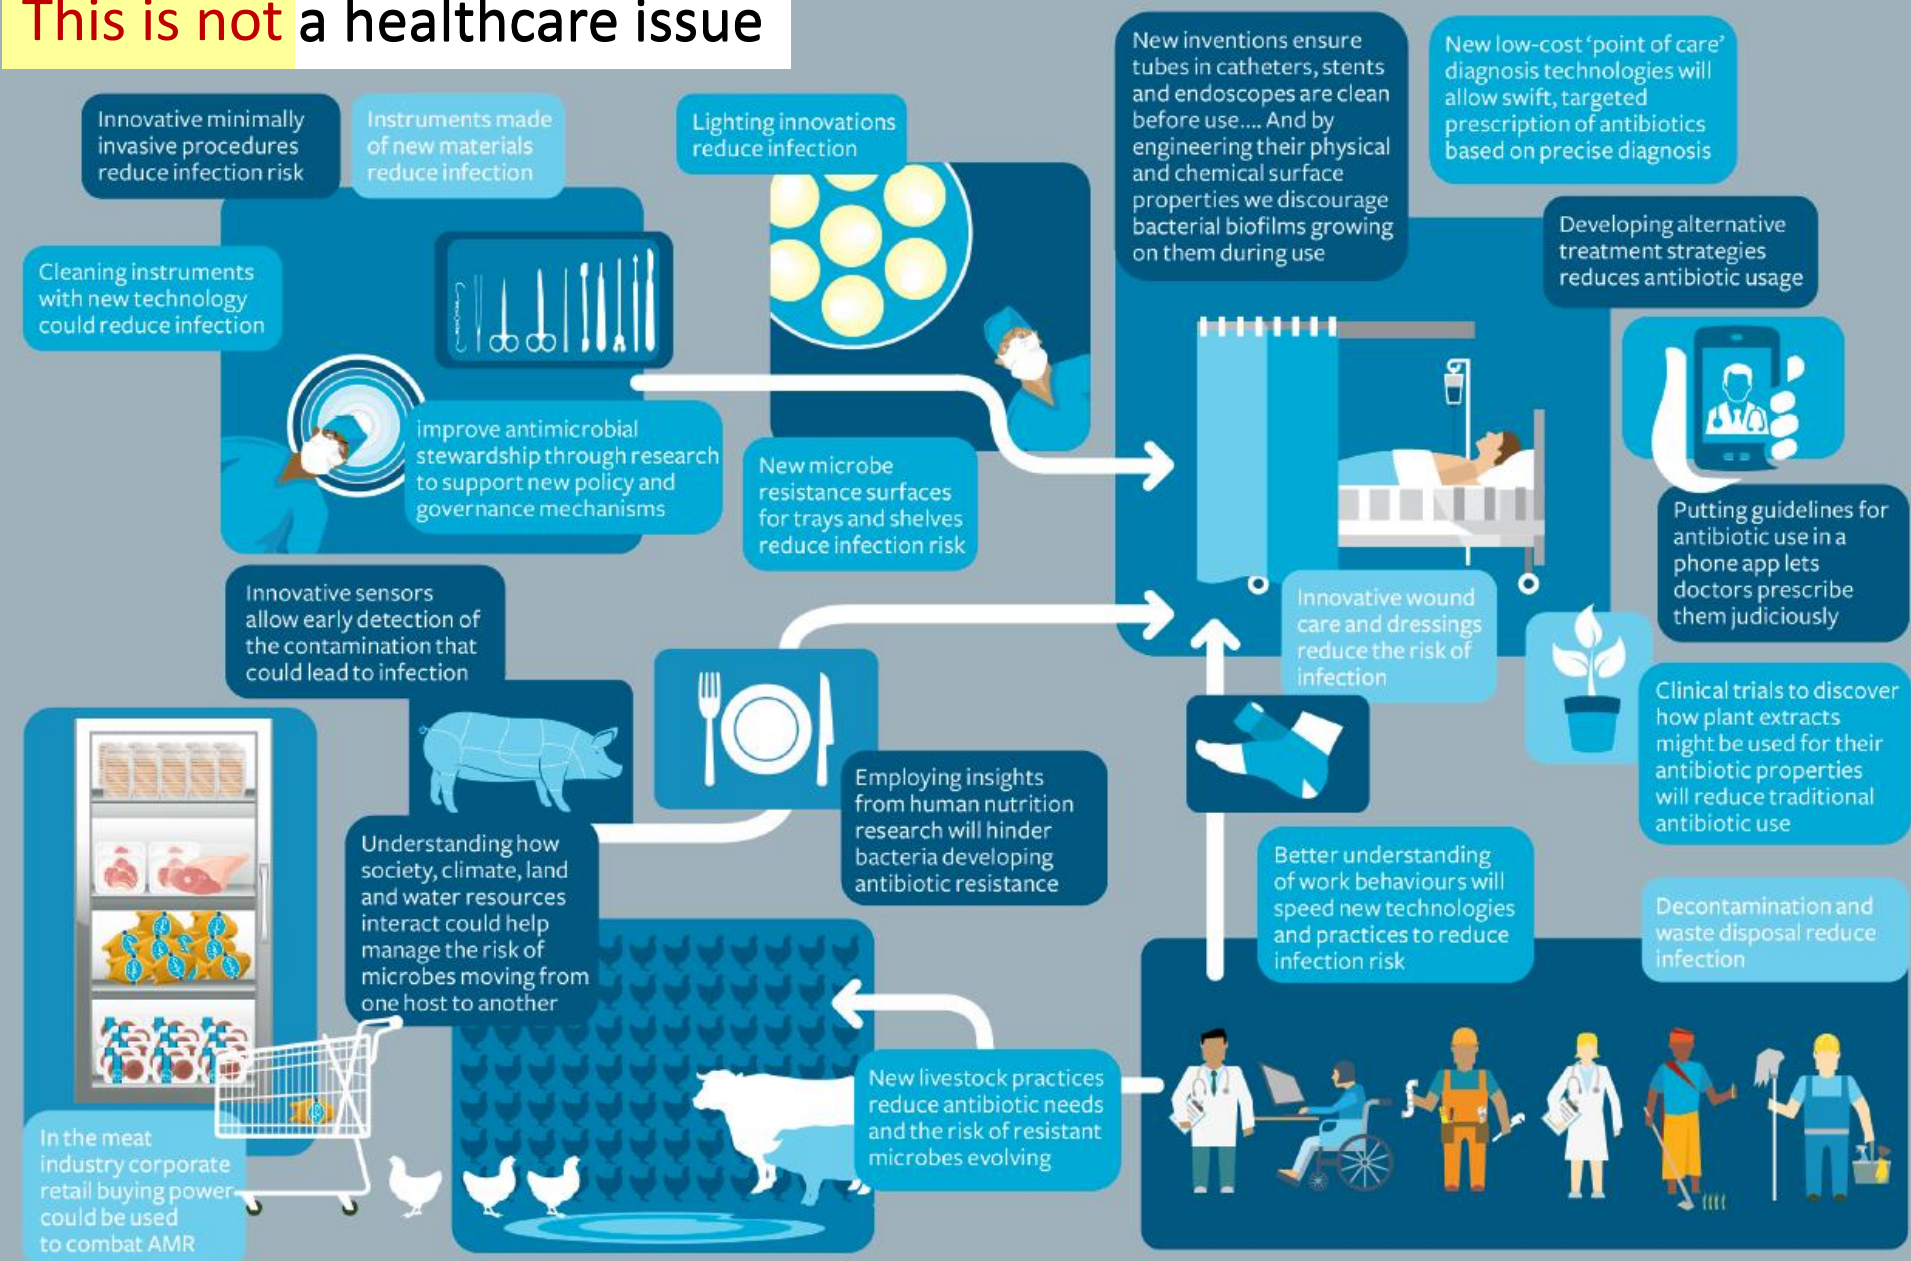 This is not a healthcare issue
Innovative minimally
invasive procedures
reduce infection risk
Instruments made
of new materials
reduce infection
Lighting innovations
reduce infection
New inventions ensure
tubes in catheters, stents
and endoscopes are clean
before use.... And by
engineering their physical
and chemical surface
properties we discourage
bacterial biofilms growing
on them during use
New low-cost ‘point of care’
diagnosis technologies will
allow swift, targeted
prescription of antibiotics
based on precise diagnosis
Cleaning instruments
with new technology
could reduce infection
Developing alternative
treatment strategies
reduces antibiotic usage
improve antimicrobial
stewardship through research
to support new policy and
governance mechanisms
New microbe
resistance surfaces
for trays and shelves
reduce infection risk
Putting guidelines for
antibiotic use in a
phone app lets
doctors prescribe
them judiciously
Innovative sensors
allow early detection of
the contamination that
could lead to infection
Innovative wound
care and dressings
reduce the risk of
infection
Clinical trials to discover
how plant extracts
might be used for their
antibiotic properties
will reduce traditional
antibiotic use
Employing insights
from human nutrition
research will hinder
bacteria developing
antibiotic resistance
Understanding how
society, climate, land
and water resources
interact could help
manage the risk of
microbes moving from
one host to another
Better understanding
of work behaviours will
speed new technologies
and practices to reduce
infection risk
Decontamination and
waste disposal reduce
infection
New livestock practices
reduce antibiotic needs
and the risk of resistant
microbes evolving
In the meat
industry corporate
retail buying power
could be used
to combat AMR